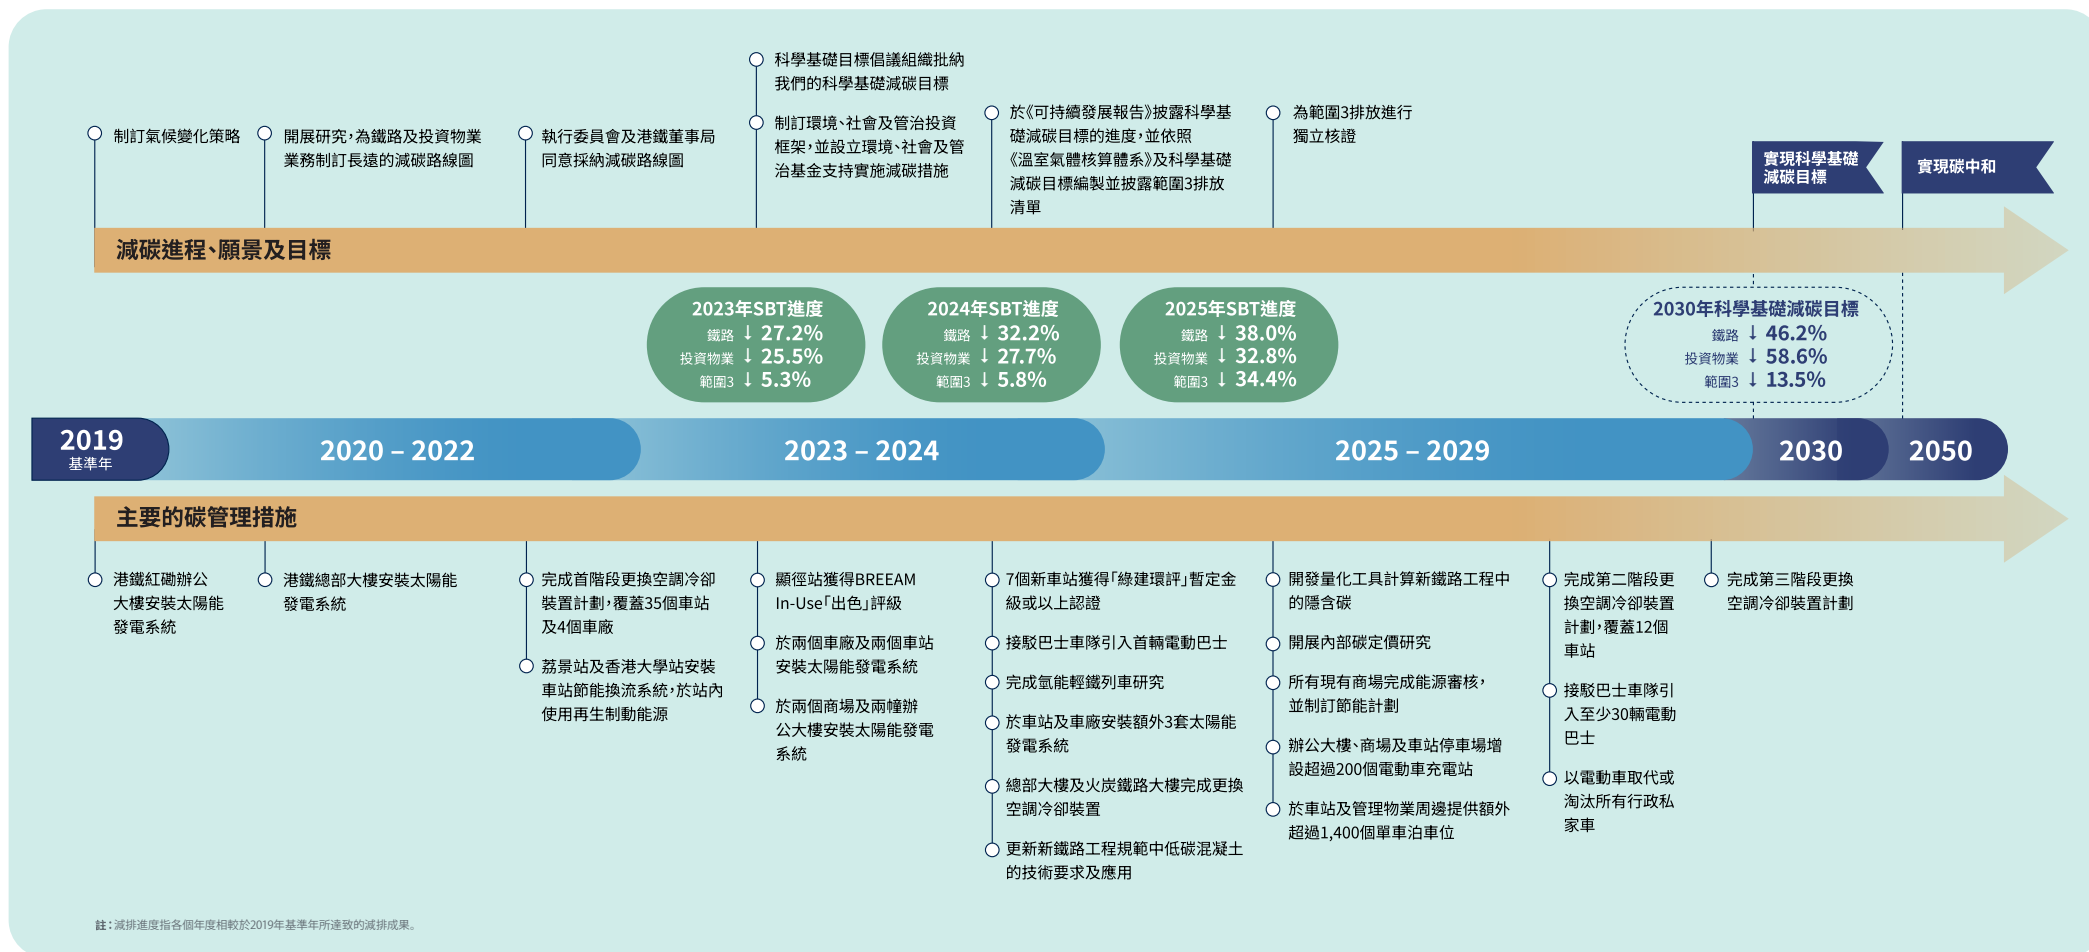 科學基礎目標倡議組織批納
我們的科學基礎減碳目標
制訂氣候變化策略
開展研究，為鐵路及投資物業
業務制訂長遠的減碳路線圖
執行委員會及港鐵董事局
同意採納減碳路線圖
制訂環境、社會及管治投資
框架，並設立環境、社會及管
治基金支持實施減碳措施
於《可持續發展報告》披露科學基
礎減碳目標的進度，並依照
《溫室氣體核算體系》及科學基礎
減碳目標編製並披露範圍3排放
清單
為範圍3排放進行
獨立核證
實現科學基礎
減碳目標
實現碳中和
減碳進程、願景及目標
2023年SBT進度
鐵路 ↓ 27.2%
投資物業 ↓ 25.5%
範圍3 ↓ 5.3%
2024年SBT進度
鐵路 ↓ 32.2%
投資物業 ↓ 27.7%
範圍3 ↓ 5.8%
2025年SBT進度
鐵路 ↓ 38.0%
投資物業 ↓ 32.8%
範圍3 ↓ 34.4%
2030年科學基礎減碳目標
鐵路 ↓ 46.2%
投資物業 ↓ 58.6%
範圍3 ↓ 13.5%
2019
基準年
2020 – 2022
2023 – 2024
2025 – 2029
2030
2050
主要的碳管理措施
港鐵紅磡辦公
大樓安裝太陽能
發電系統
港鐵總部大樓安裝太陽能
發電系統
完成首階段更換空調冷卻
裝置計劃，覆蓋35個車站
及4個車廠
荔景站及香港大學站安裝
車站節能換流系統，於站內
使用再生制動能源
顯徑站獲得BREEAM
In-Use「出色」評級
於兩個車廠及兩個車站
安裝太陽能發電系統
於兩個商場及兩幢辦
公大樓安裝太陽能發電
系統
7個新車站獲得「綠建環評」暫定金
級或以上認證
接駁巴士車隊引入首輛電動巴士
完成氫能輕鐵列車研究
於車站及車廠安裝額外3套太陽能
發電系統
總部大樓及火炭鐵路大樓完成更換
空調冷卻裝置
更新新鐵路工程規範中低碳混凝土
的技術要求及應用
開發量化工具計算新鐵路工程中
的隱含碳
開展內部碳定價研究
所有現有商場完成能源審核，
並制訂節能計劃
辦公大樓、商場及車站停車場增
設超過200個電動車充電站
於車站及管理物業周邊提供額外
超過1,400個單車泊車位
完成第二階段更
換空調冷卻裝置
計劃，覆蓋12個
車站
接駁巴士車隊引
入至少30輛電動
巴士
以電動車取代或
淘汰所有行政私
家車
完成第三階段更換
空調冷卻裝置計劃
註：減排進度指各個年度相較於2019年基準年所達致的減排成果。